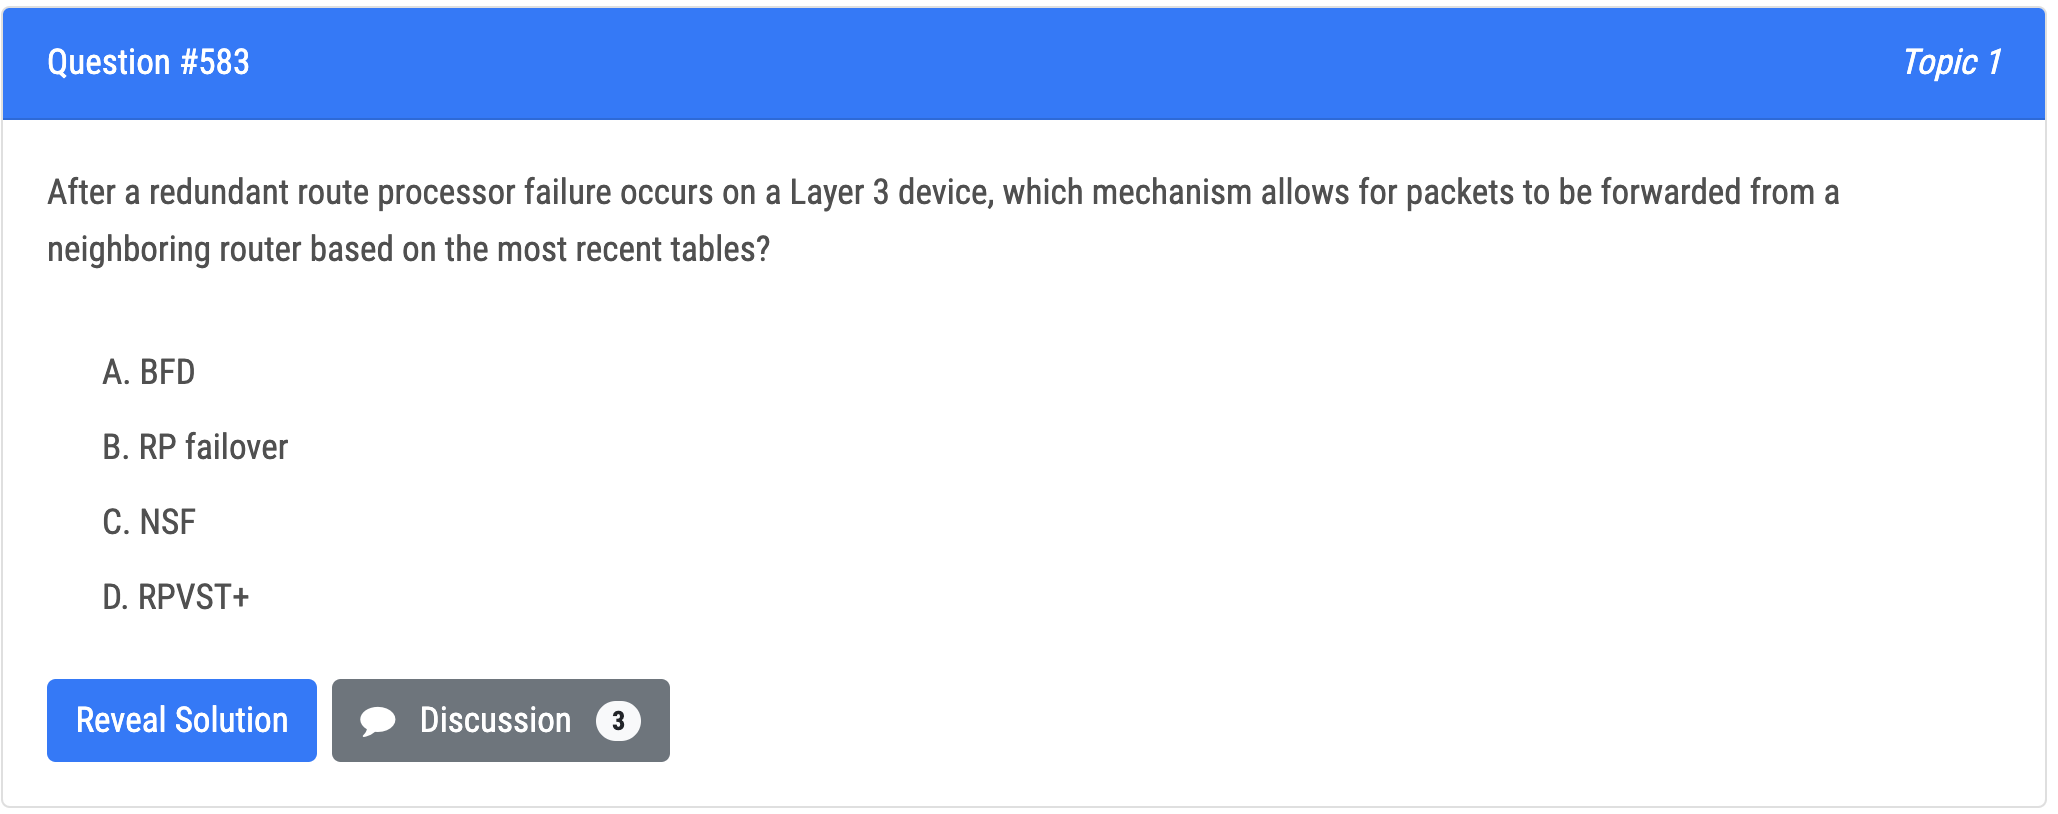 Question #583
Topic 1
After a redundant route processor failure occurs on a Layer 3 device, which mechanism allows for packets to be forwarded from a
neighboring router based on the most recent tables?
A. BFD
B. RP failover
C. NSF
D. RPVST+
Reveal Solution
Discussion 3